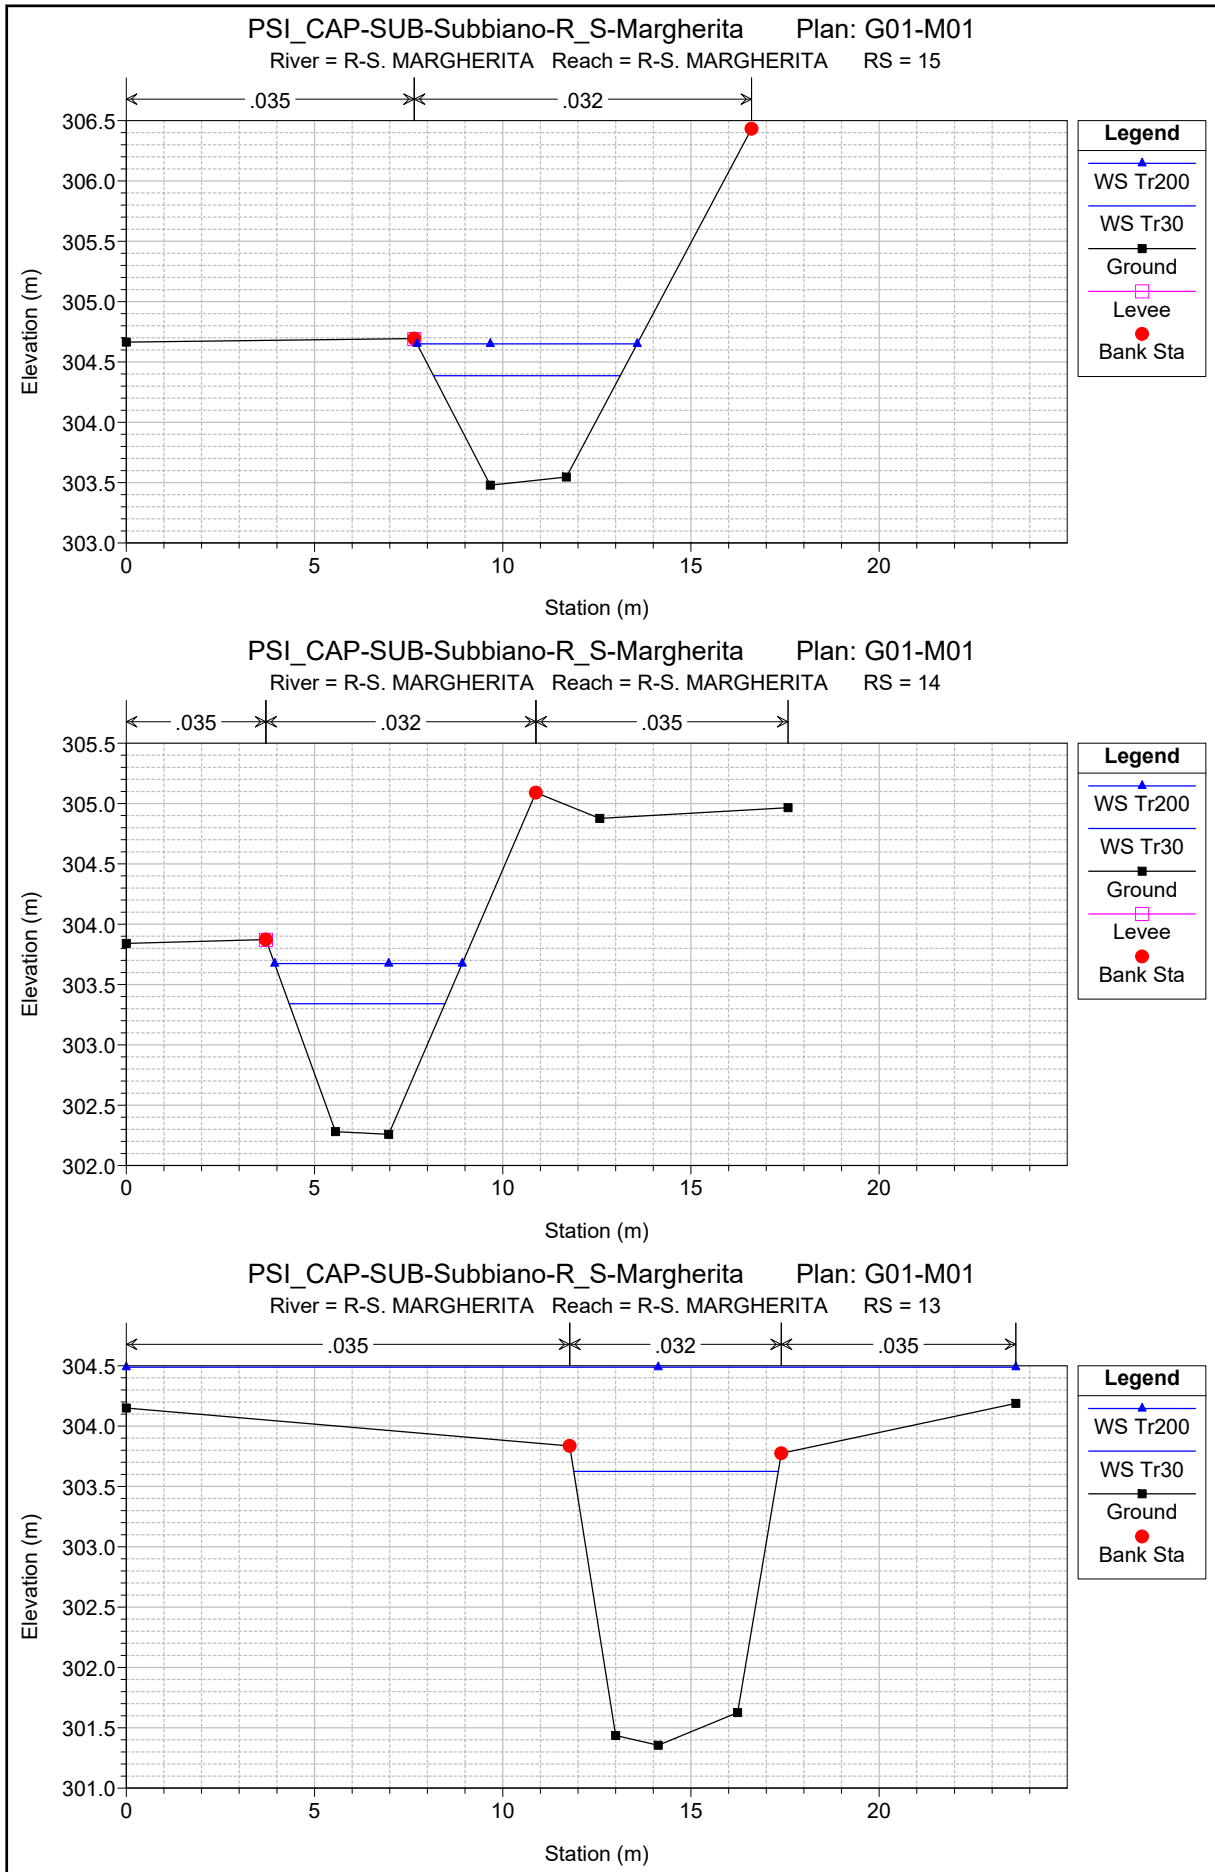 PSI_CAP-SUB-Subbiano-R_S-Margherita Plan: G01-M01
River = R-S. MARGHERITA Reach = R-S. MARGHERITA RS = 15
.035 .032
306.5
306.0
305.5
305.0
304.5
304.0
303.5
303.0
Elevation (m)
0 5 10 15 20
Station (m)
Legend
WS Tr200
WS Tr30
Ground
Levee
Bank Sta
PSI_CAP-SUB-Subbiano-R_S-Margherita Plan: G01-M01
River = R-S. MARGHERITA Reach = R-S. MARGHERITA RS = 14
.035 .032 .035
305.5
305.0
304.5
304.0
303.5
303.0
302.5
302.0
Elevation (m)
0 5 10 15 20
Station (m)
Legend
WS Tr200
WS Tr30
Ground
Levee
Bank Sta
PSI_CAP-SUB-Subbiano-R_S-Margherita Plan: G01-M01
River = R-S. MARGHERITA Reach = R-S. MARGHERITA RS = 13
.035 .032 .035
304.5
304.0
303.5
303.0
302.5
302.0
301.5
301.0
Elevation (m)
0 5 10 15 20
Station (m)
Legend
WS Tr200
WS Tr30
Ground
Bank Sta